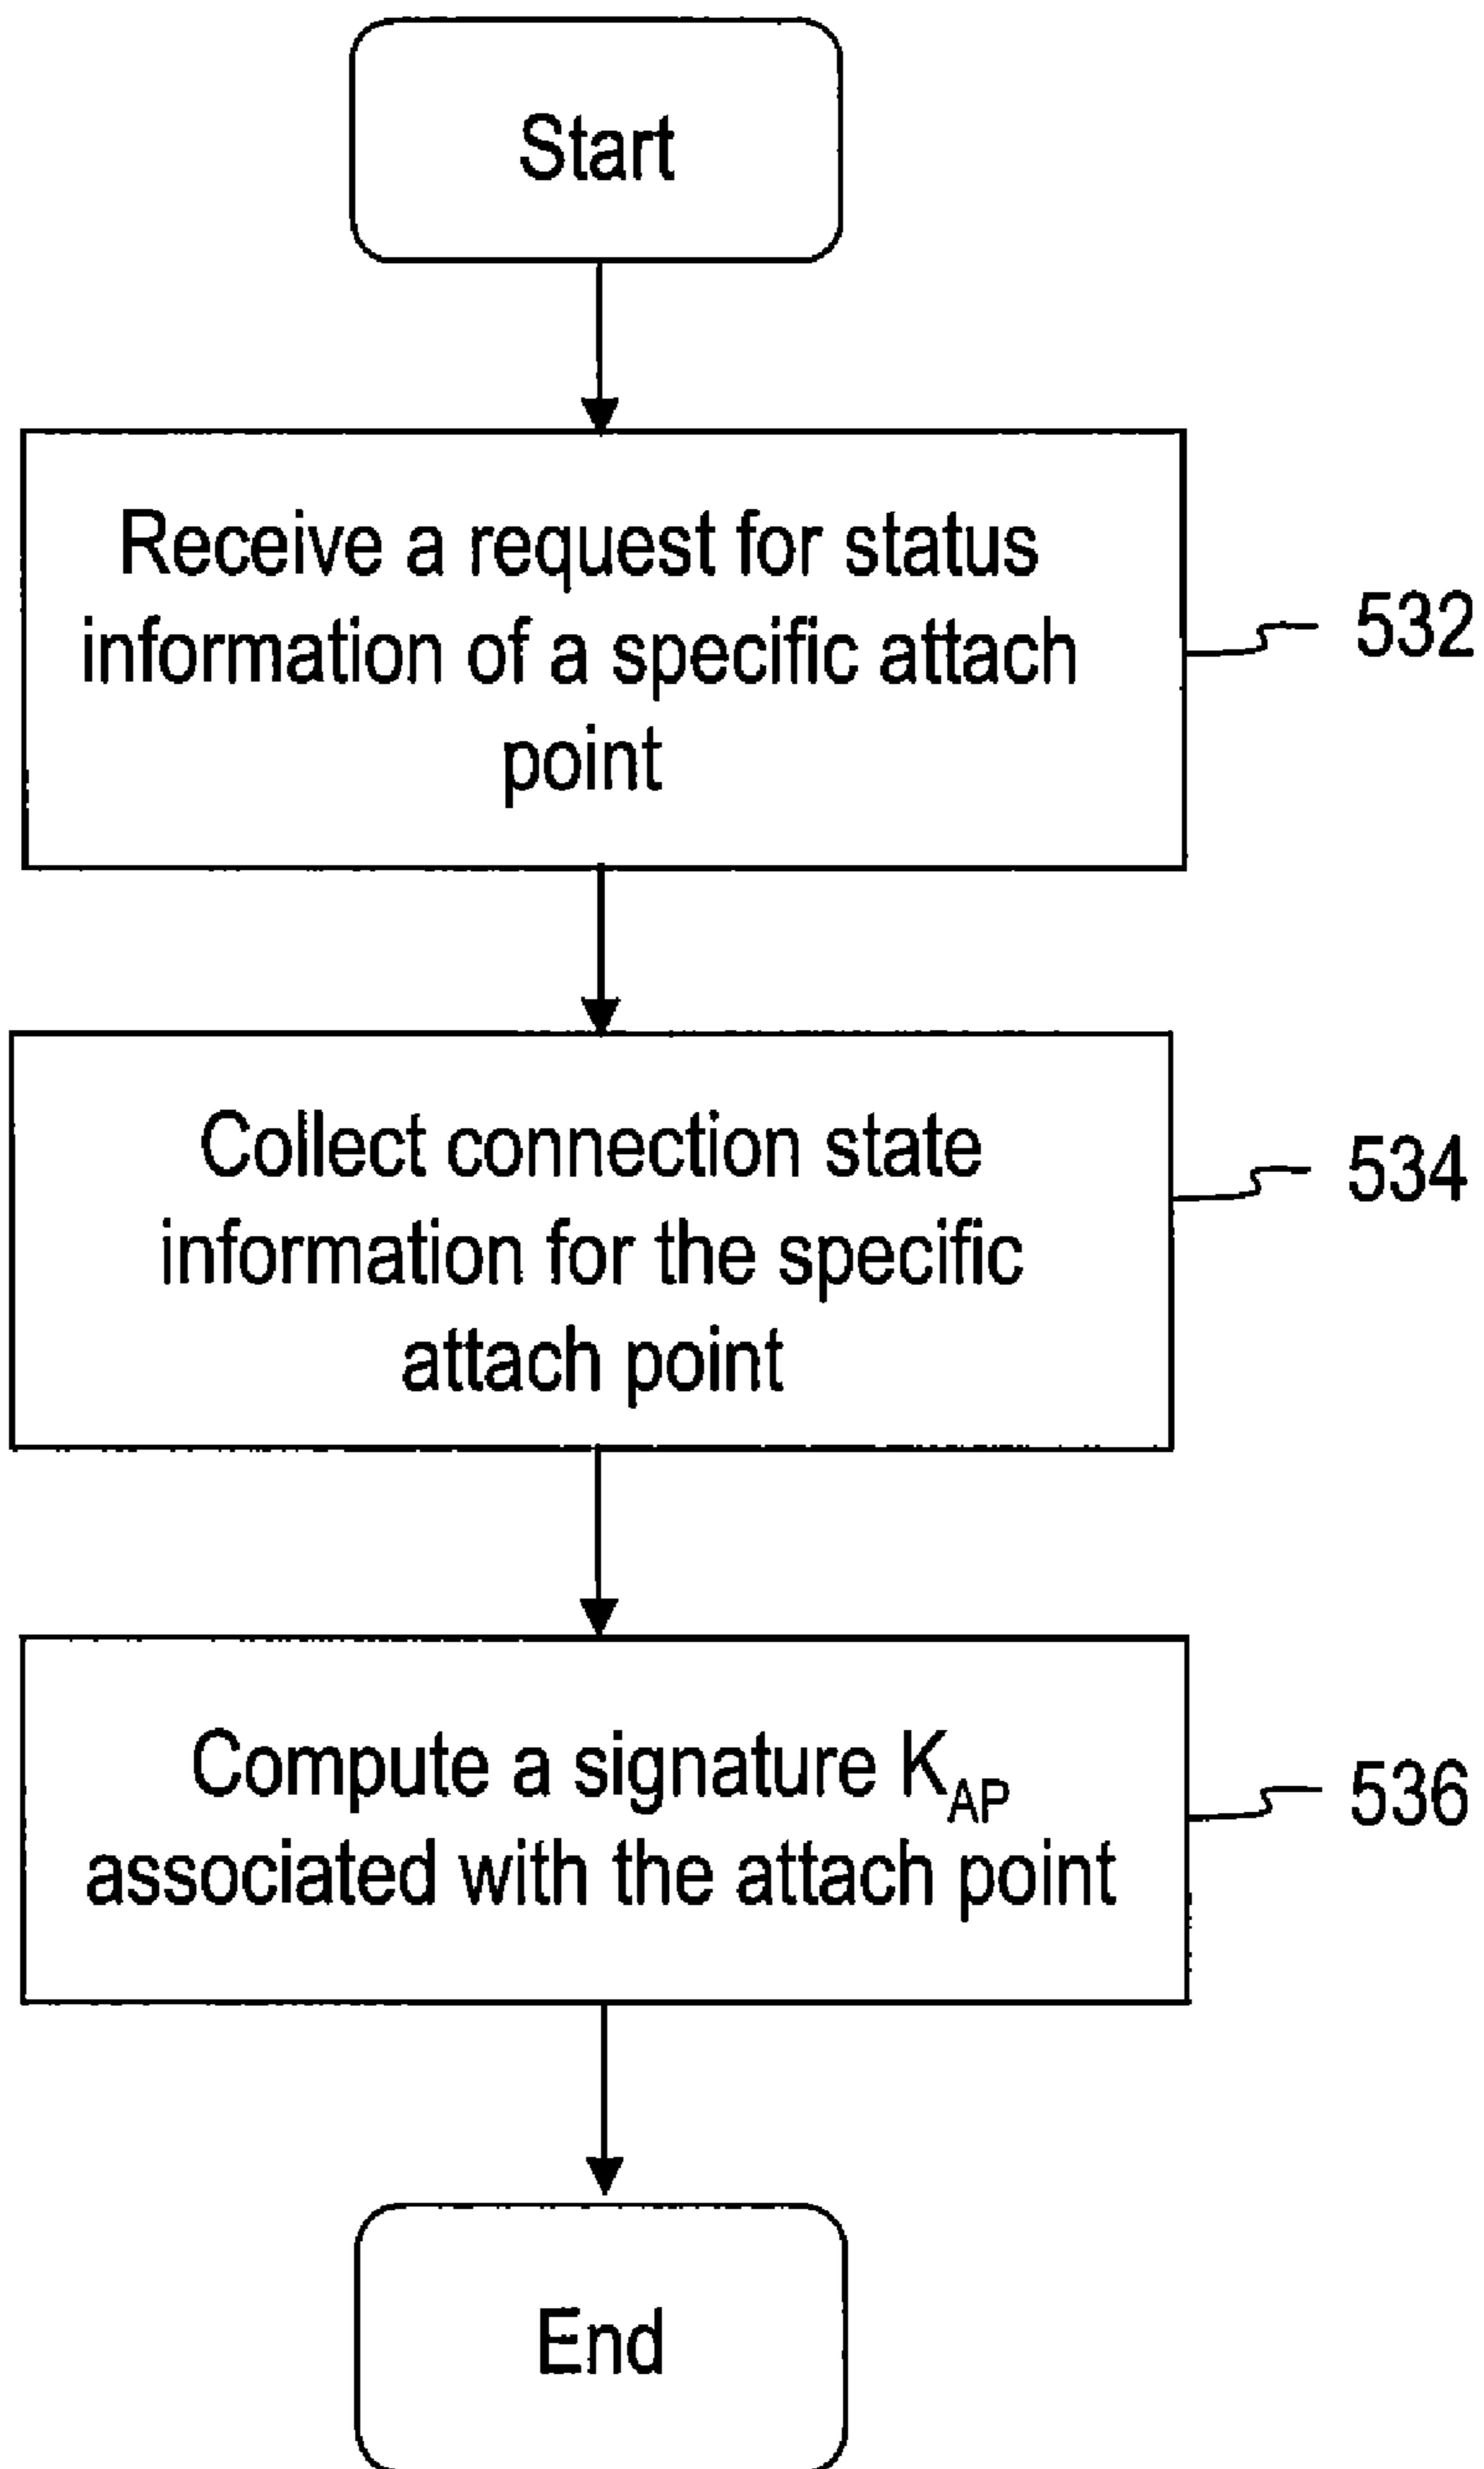 Start
Receive a request for status
information of a specific attach
point
532
Collect connection state
information for the specific
attach point
534
Compute a signature K_AP
associated with the attach point
536
End